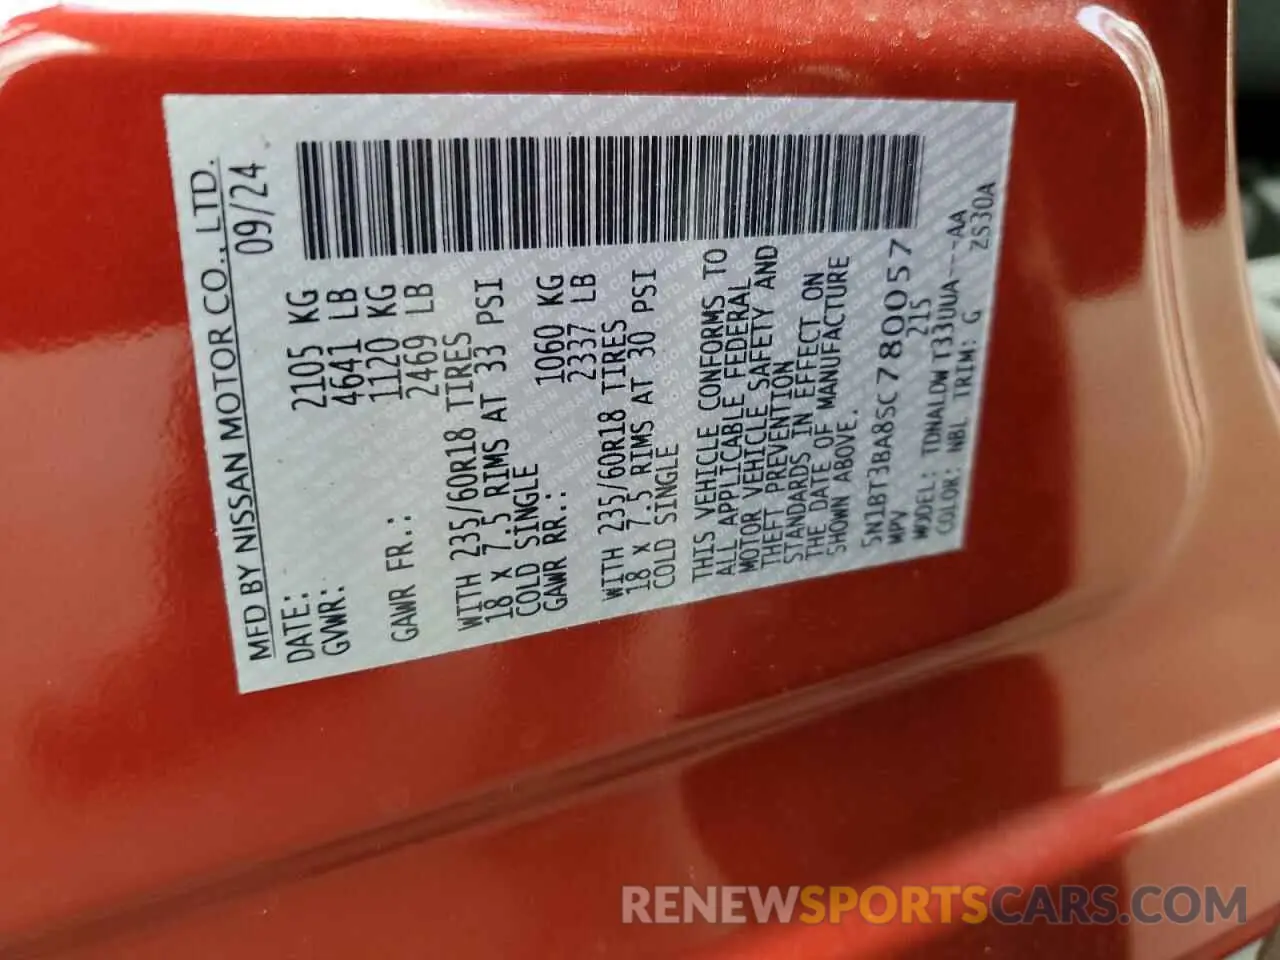 MFD BY NISSAN MOTOR CO., LTD.
DATE: 09/24
GVWR: 2105 KG
4641 LB
GAWR FR.: 1120 KG
2469 LB
WITH 235/60R18 TIRES
18 X 7.5 RIMS AT 33 PSI
COLD SINGLE
GAWR RR.: 1060 KG
2337 LB
WITH 235/60R18 TIRES
18 X 7.5 RIMS AT 30 PSI
COLD SINGLE
THIS VEHICLE CONFORMS TO
ALL APPLICABLE FEDERAL
MOTOR VEHICLE SAFETY AND
THEFT PREVENTION
STANDARDS IN EFFECT ON
THE DATE OF MANUFACTURE
SHOWN ABOVE.
5N1BT3BA8SC780057
MPV 215
MODEL: TDNALDW T33UUA---AA
COLOR: NBL TRIM: G ZS30A
RENEWSPORTSCARS.COM